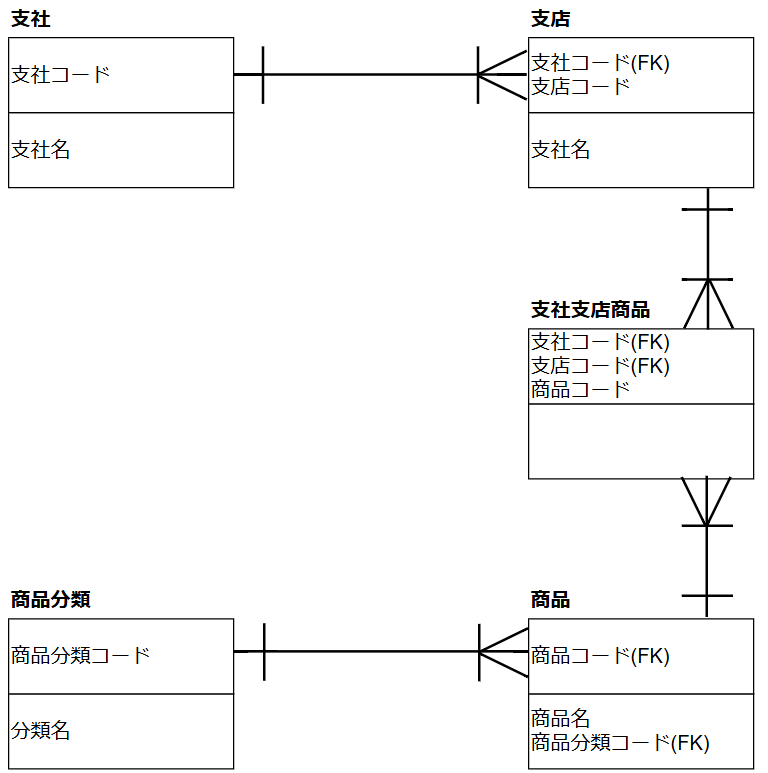 支社
支社コード
支社名
支店
支社コード(FK)
支店コード
支社名
支社支店商品
支社コード(FK)
支店コード(FK)
商品コード
商品分類
商品分類コード
分類名
商品
商品コード(FK)
商品名
商品分類コード(FK)